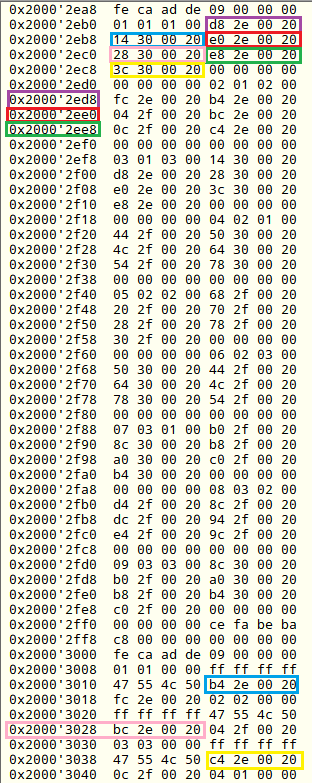 0x2000'2ea8 fe ca ad de 09 00 00 00
0x2000'2eb0 01 01 01 00 d8 2e 00 20
0x2000'2eb8 14 30 00 20 e0 2e 00 20
0x2000'2ec0 28 30 00 20 e8 2e 00 20
0x2000'2ec8 3c 30 00 20 00 00 00 00
0x2000'2ed0 00 00 00 00 02 01 02 00
0x2000'2ed8 fc 2e 00 20 b4 2e 00 20
0x2000'2ee0 04 2f 00 20 bc 2e 00 20
0x2000'2ee8 0c 2f 00 20 c4 2e 00 20
0x2000'2ef0 00 00 00 00 00 00 00 00
0x2000'2ef8 03 01 03 00 14 30 00 20
0x2000'2f00 d8 2e 00 20 28 30 00 20
0x2000'2f08 e0 2e 00 20 3c 30 00 20
0x2000'2f10 e8 2e 00 20 00 00 00 00
0x2000'2f18 00 00 00 00 04 02 01 00
0x2000'2f20 44 2f 00 20 50 30 00 20
0x2000'2f28 4c 2f 00 20 64 30 00 20
0x2000'2f30 54 2f 00 20 78 30 00 20
0x2000'2f38 00 00 00 00 00 00 00 00
0x2000'2f40 05 02 02 00 68 2f 00 20
0x2000'2f48 20 2f 00 20 70 2f 00 20
0x2000'2f50 28 2f 00 20 78 2f 00 20
0x2000'2f58 30 2f 00 20 00 00 00 00
0x2000'2f60 00 00 00 00 06 02 03 00
0x2000'2f68 50 30 00 20 44 2f 00 20
0x2000'2f70 64 30 00 20 4c 2f 00 20
0x2000'2f78 78 30 00 20 54 2f 00 20
0x2000'2f80 00 00 00 00 00 00 00 00
0x2000'2f88 07 03 01 00 b0 2f 00 20
0x2000'2f90 8c 30 00 20 b8 2f 00 20
0x2000'2f98 a0 30 00 20 c0 2f 00 20
0x2000'2fa0 b4 30 00 20 00 00 00 00
0x2000'2fa8 00 00 00 00 08 03 02 00
0x2000'2fb0 d4 2f 00 20 8c 2f 00 20
0x2000'2fb8 dc 2f 00 20 94 2f 00 20
0x2000'2fc0 e4 2f 00 20 9c 2f 00 20
0x2000'2fc8 00 00 00 00 00 00 00 00
0x2000'2fd0 09 03 03 00 8c 30 00 20
0x2000'2fd8 b0 2f 00 20 a0 30 00 20
0x2000'2fe0 b8 2f 00 20 b4 30 00 20
0x2000'2fe8 c0 2f 00 20 00 00 00 00
0x2000'2ff0 00 00 00 00 ce fa be ba
0x2000'2ff8 c8 00 00 00 00 00 00 00
0x2000'3000 fe ca ad de 09 00 00 00
0x2000'3008 01 01 00 00 ff ff ff ff
0x2000'3010 47 55 4c 50 b4 2e 00 20
0x2000'3018 fc 2e 00 20 02 02 00 00
0x2000'3020 ff ff ff ff 47 55 4c 50
0x2000'3028 bc 2e 00 20 04 2f 00 20
0x2000'3030 03 03 00 00 ff ff ff ff
0x2000'3038 47 55 4c 50 c4 2e 00 20
0x2000'3040 0c 2f 00 20 04 01 00 00